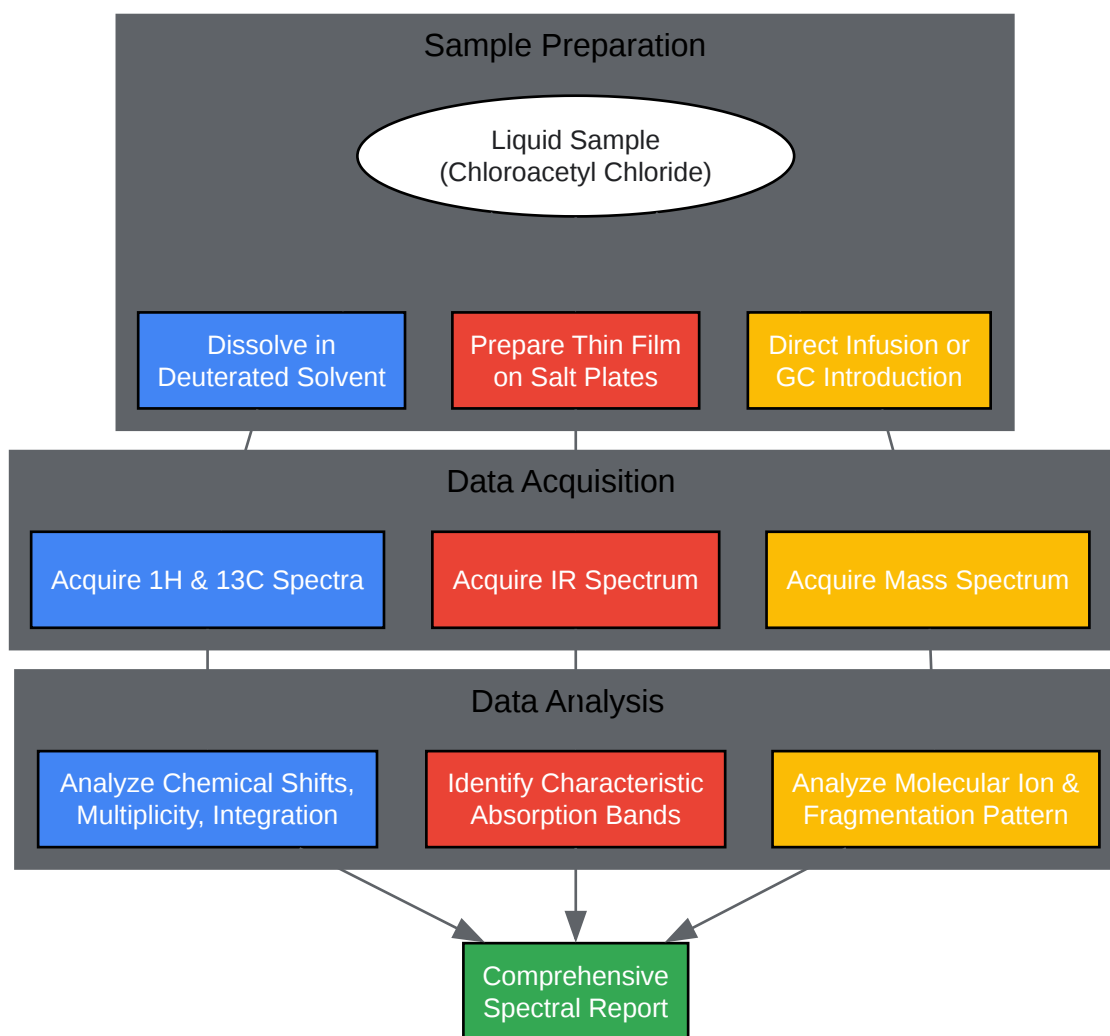 Sample Preparation
Liquid Sample
(Chloroacetyl Chloride)
Dissolve in
Deuterated Solvent
Prepare Thin Film
on Salt Plates
Direct Infusion or
GC Introduction
Data Acquisition
Acquire 1H & 13C Spectra
Acquire IR Spectrum
Acquire Mass Spectrum
Data Analysis
Analyze Chemical Shifts,
Multiplicity, Integration
Identify Characteristic
Absorption Bands
Analyze Molecular Ion &
Fragmentation Pattern
Comprehensive
Spectral Report